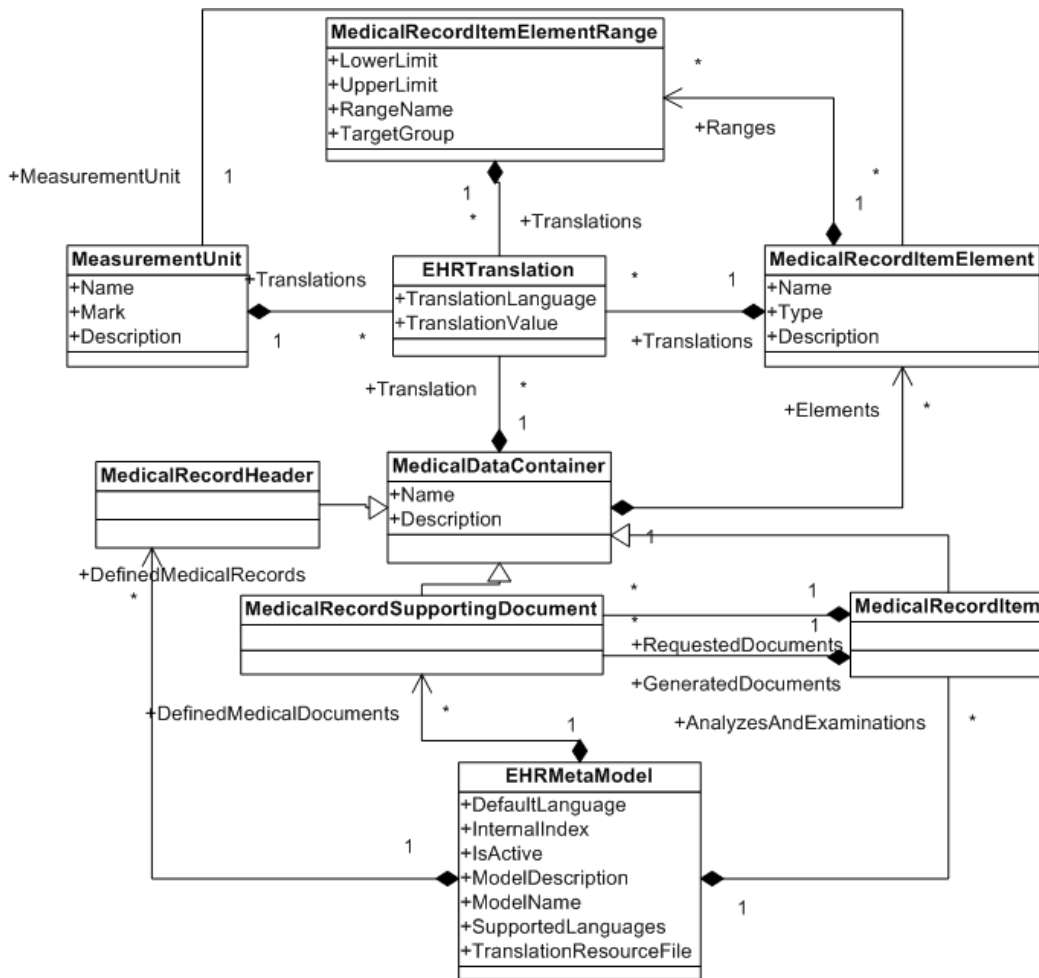 MedicalRecordItemElementRange
+LowerLimit
+UpperLimit
+RangeName
+TargetGroup
*
+Ranges
+MeasurementUnit
1
*
1
1
*
+Translations
MeasurementUnit
+Name
+Mark
+Description
+Translations
1
*
EHRTranslation
+TranslationLanguage
+TranslationValue
*
1
+Translations
MedicalRecordItemElement
+Name
+Type
+Description
+Translation
*
1
+Elements
*
MedicalRecordHeader
MedicalDataContainer
+Name
+Description
1
+DefinedMedicalRecords
*
MedicalRecordSupportingDocument
*
1
*
1
+RequestedDocuments
+GeneratedDocuments
MedicalRecordItem
+DefinedMedicalDocuments
*
1
+AnalyzesAndExaminations
*
EHRMetaModel
+DefaultLanguage
+InternalIndex
+IsActive
+ModelDescription
+ModelName
+SupportedLanguages
+TranslationResourceFile
1
1